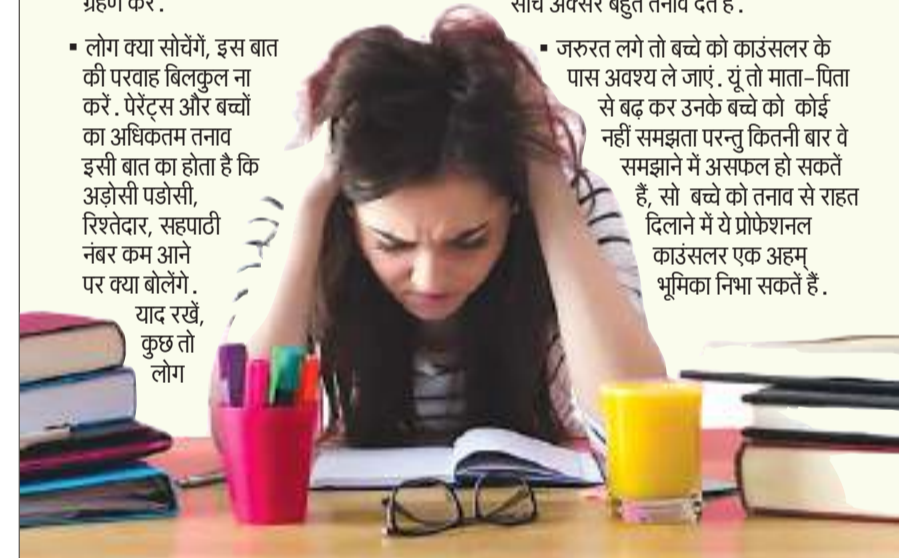 ग्रहण करें.
▪ लोग क्या सोचेंगें, इस बात
की परवाह बिलकुल ना
करें. पेरेंट्स और बच्चों
का अधिकतम तनाव
इसी बात का होता है कि
अड़ोसी पडोसी,
रिश्तेदार, सहपाठी
नंबर कम आने
पर क्या बोलेंगे.
याद रखें,
कुछ तो
लोग
सोच अक्सर बहुत तनाव देते है.
▪ जरुरत लगे तो बच्चे को काउंसलर के
पास अवश्य ले जाएं. यूं तो माता-पिता
से बढ़ कर उनके बच्चे को कोई
नहीं समझता परन्तु कितनी बार वे
समझाने में असफल हो सकतें
हैं, सो बच्चे को तनाव से राहत
दिलाने में ये प्रोफेशनल
काउंसलर एक अहम्
भूमिका निभा सकतें हैं.